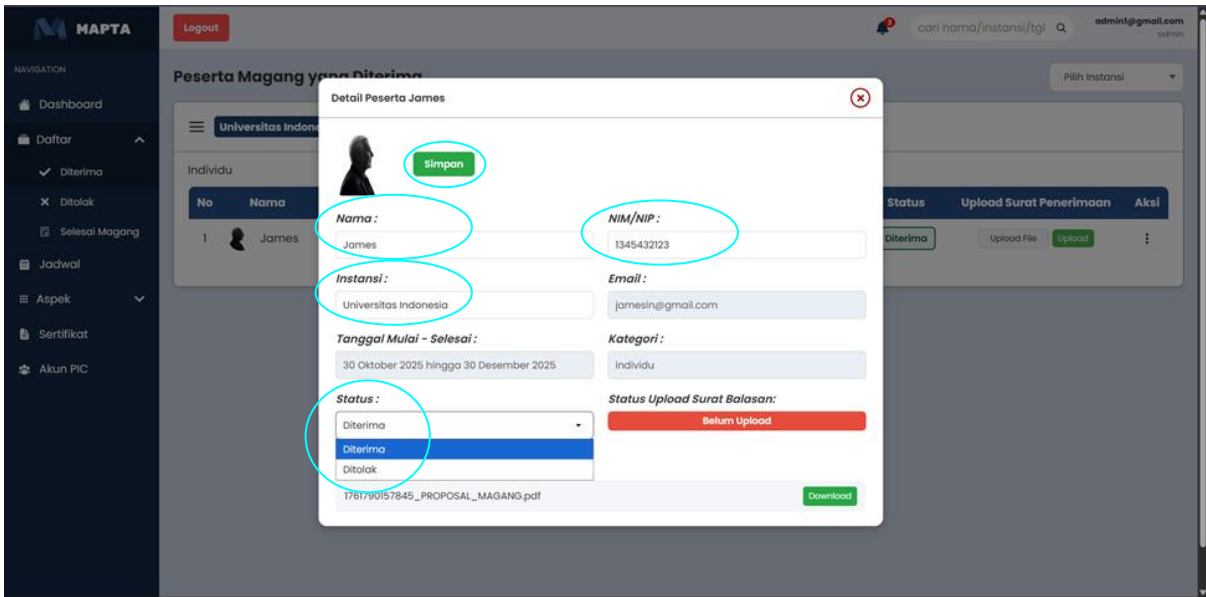 MAPTA
Logout
3
cari nama/instansi/tgl
admin1@gmail.com
admin
NAVIGATION
Dashboard
Daftar
Diterima
Ditolak
Selesai Magang
Jadwal
Aspek
Sertifikat
Akun PIC
Peserta Magang yang Diterima
Pilih Instansi
Universitas Indone
Individu
No Nama Status Upload Surat Penerimaan Aksi
1 James Diterima Upload File Upload
Detail Peserta James
Simpan
Nama : NIM/NIP :
James 1345432123
Instansi : Email :
Universitas Indonesia jamesin@gmail.com
Tanggal Mulai - Selesai : Kategori :
30 Oktober 2025 hingga 30 Desember 2025 individu
Status : Status Upload Surat Balasan:
Diterima Belum Upload
Diterima
Ditolak
1761790157845_PROPOSAL_MAGANG.pdf Download